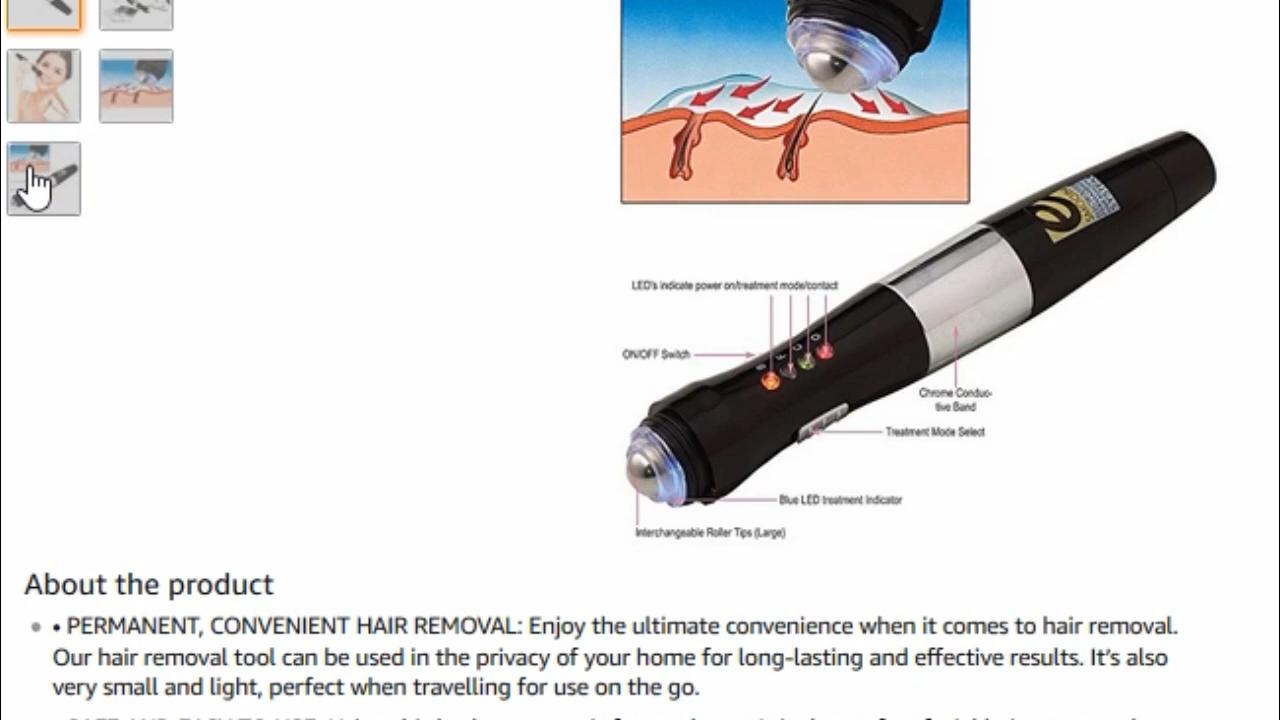 LED's indicate power on/treatment mode/contact
ON/OFF Switch
Chrome Conduc-
tive Band
Treatment Mode Select
Blue LED treatment Indicator
Interchangeable Roller Tips (Large)
About the product
• PERMANENT, CONVENIENT HAIR REMOVAL: Enjoy the ultimate convenience when it comes to hair removal.
Our hair removal tool can be used in the privacy of your home for long-lasting and effective results. It's also
very small and light, perfect when travelling for use on the go.